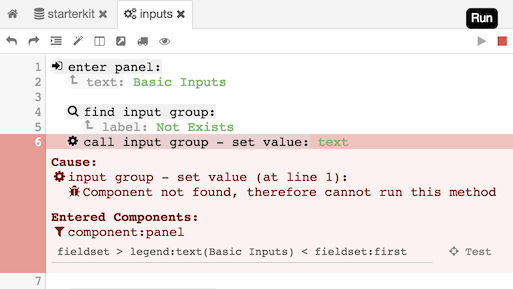 starterkit × inputs ×
Run
1 enter panel:
2 text: Basic Inputs
3
4 find input group:
5 label: Not Exists
6 call input group - set value: text
Cause:
input group - set value (at line 1):
Component not found, therefore cannot run this method
Entered Components:
component:panel
fieldset > legend:text(Basic Inputs) < fieldset:first Test
7